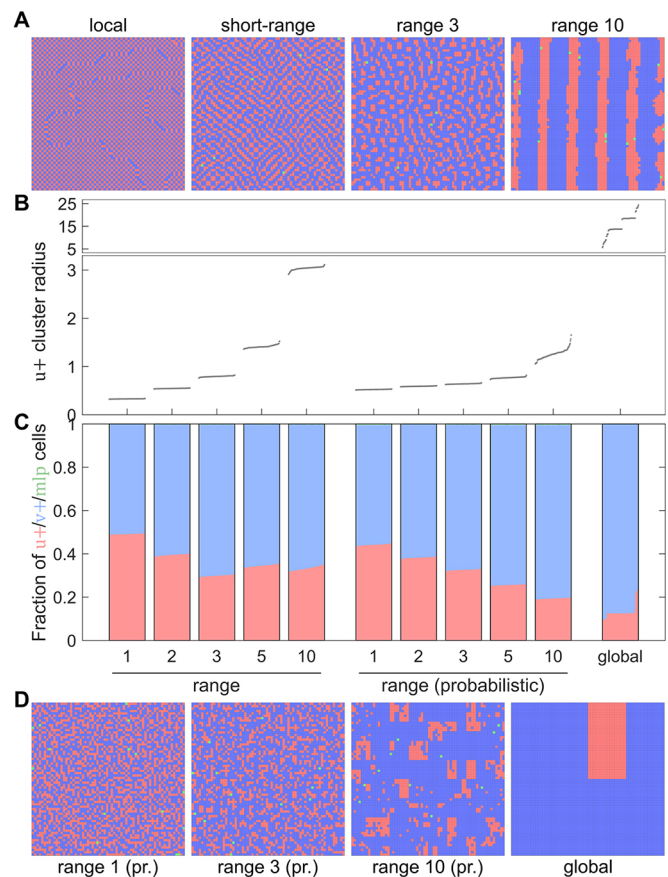 A
local short-range range 3 range 10
B
25
15
5
3
2
1
0
u+ cluster radius
C
1
0.8
0.6
0.4
0.2
0
Fraction of u+/v+/mlp cells
1 2 3 5 10 1 2 3 5 10 global
range range (probabilistic)
D
range 1 (pr.) range 3 (pr.) range 10 (pr.) global